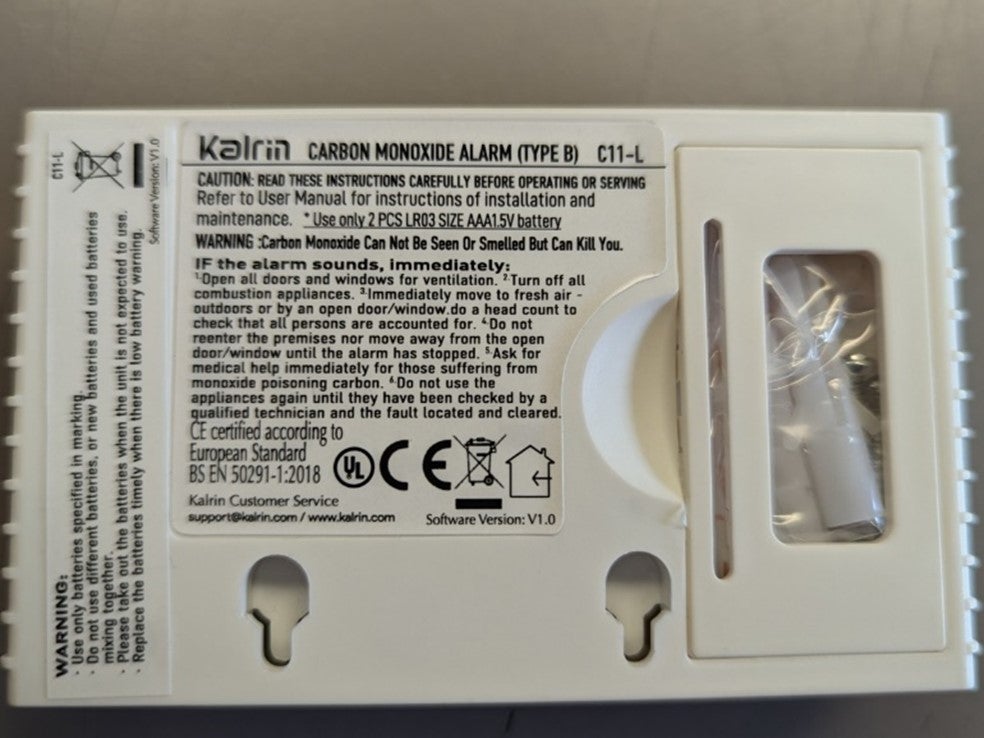 Kalrin CARBON MONOXIDE ALARM (TYPE B) C11-L
CAUTION: READ THESE INSTRUCTIONS CAREFULLY BEFORE OPERATING OR SERVING
Refer to User Manual for instructions of installation and
maintenance. * Use only 2 PCS LR03 SIZE AAA1.5V battery
WARNING :Carbon Monoxide Can Not Be Seen Or Smelled But Can Kill You.
IF the alarm sounds, immediately:
1.Open all doors and windows for ventilation. 2.Turn off all
combustion appliances. 3.Immediately move to fresh air -
outdoors or by an open door/window.do a head count to
check that all persons are accounted for. 4.Do not
reenter the premises nor move away from the open
door/window until the alarm has stopped. 5.Ask for
medical help immediately for those suffering from
monoxide poisoning carbon. 6.Do not use the
appliances again until they have been checked by a
qualified technician and the fault located and cleared.
CE certified according to
European Standard
BS EN 50291-1:2018
UL CE
Kalrin Customer Service
support@kalrin.com / www.kalrin.com
Software Version: V1.0
WARNING:
· Use only batteries specified in marking.
· Do not use different batteries, or new batteries and used batteries
mixing together.
· Please take out the batteries when the unit is not expected to use.
· Replace the batteries timely when there is low battery warning.
C11-L
Software Version: V1.0